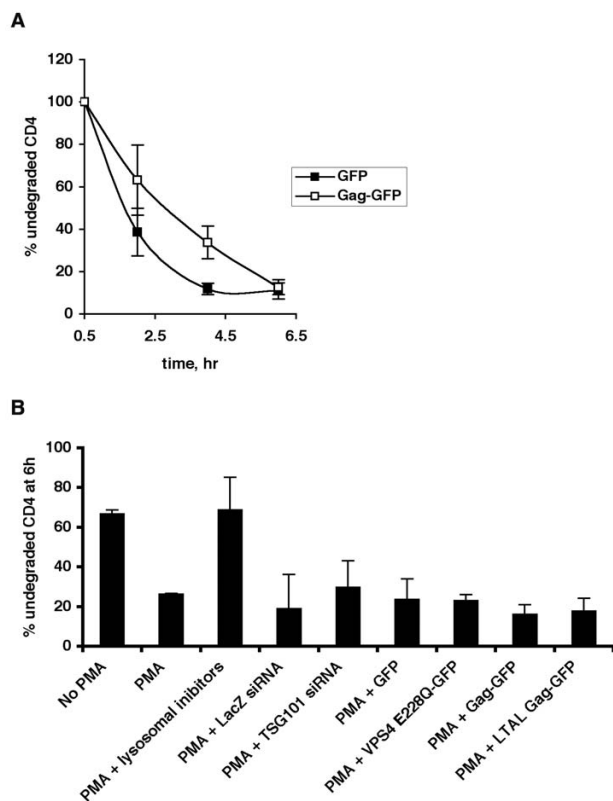 A
120
100
80
60
40
20
0
% undegraded CD4
0.5
2.5
4.5
6.5
time, hr
GFP
Gag-GFP
B
100
80
60
40
20
0
% undegraded CD4 at 6h
No PMA
PMA
PMA + lysosomal inibitors
PMA + LacZ siRNA
PMA + TSG101 siRNA
PMA + GFP
PMA + VPS4 E228Q-GFP
PMA + Gag-GFP
PMA + LTAL Gag-GFP